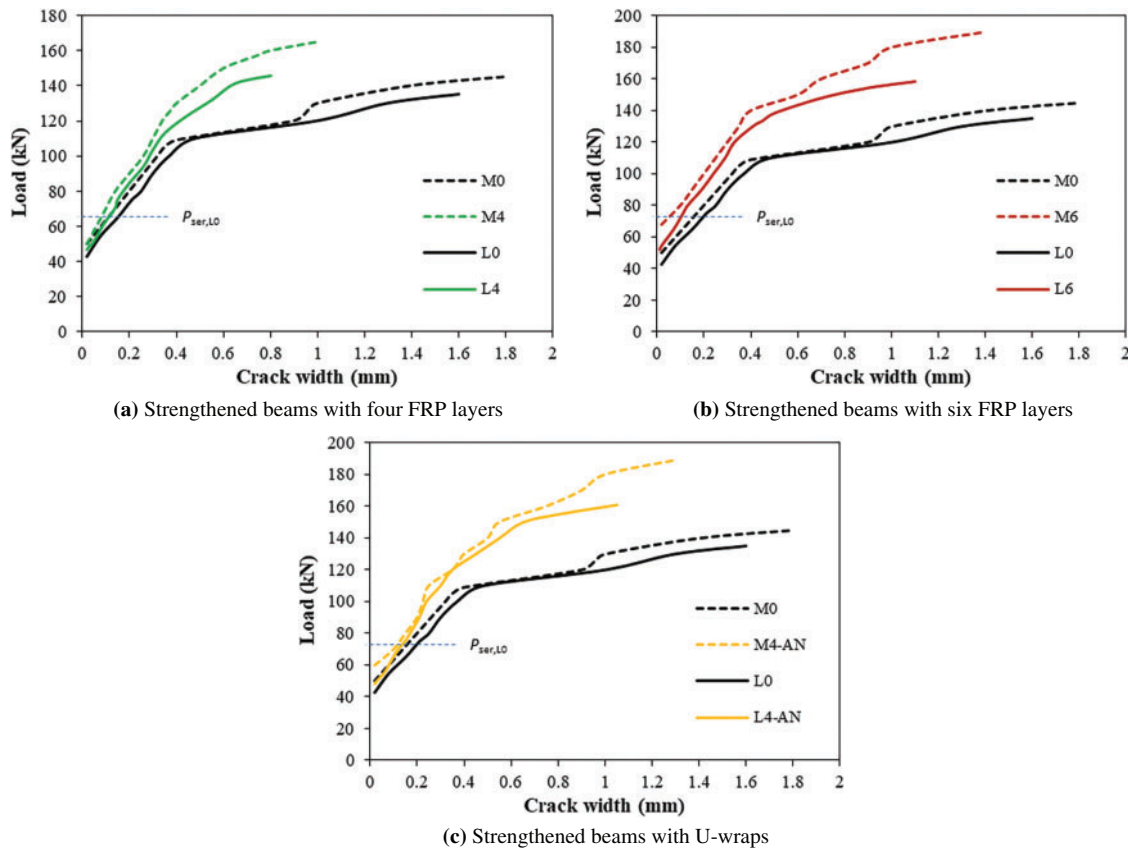 180
160
140
120
100
80
60
40
20
0
Load (kN)
P ser,L0
M0
M4
L0
L4
0 0.2 0.4 0.6 0.8 1 1.2 1.4 1.6 1.8 2
Crack width (mm)
(a) Strengthened beams with four FRP layers
200
180
160
140
120
100
80
60
40
20
0
Load (kN)
P ser,L0
M0
M6
L0
L6
0 0.2 0.4 0.6 0.8 1 1.2 1.4 1.6 1.8 2
Crack width (mm)
(b) Strengthened beams with six FRP layers
200
180
160
140
120
100
80
60
40
20
0
Load (kN)
P ser,L0
M0
M4-AN
L0
L4-AN
0 0.2 0.4 0.6 0.8 1 1.2 1.4 1.6 1.8 2
Crack width (mm)
(c) Strengthened beams with U-wraps